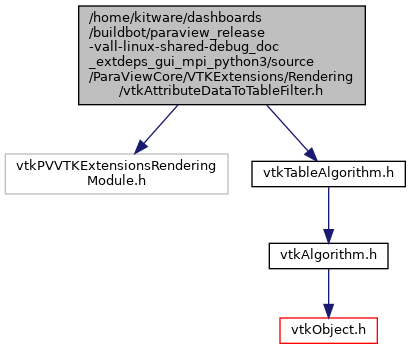 /home/kitware/dashboards
/buildbot/paraview_release
-vall-linux-shared-debug_doc
_extdeps_gui_mpi_python3/source
/ParaViewCore/VTKExtensions/Rendering
/vtkAttributeDataToTableFilter.h
vtkPVVTKExtensionsRendering
Module.h
vtkTableAlgorithm.h
vtkAlgorithm.h
vtkObject.h